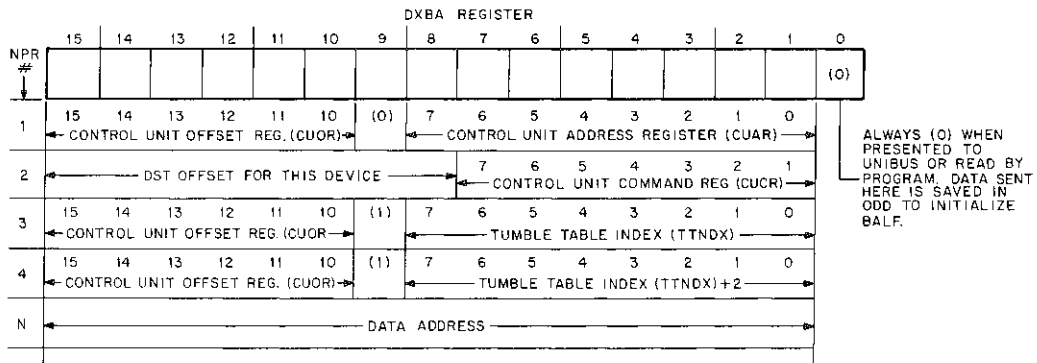 DXBA REGISTER
15 14 13 12 11 10 9 8 7 6 5 4 3 2 1 0
NPR
#
(0)
1
15 14 13 12 11 10 (0) 7 6 5 4 3 2 1 0
CONTROL UNIT OFFSET REG. (CUOR) CONTROL UNIT ADDRESS REGISTER (CUAR)
2
7 6 5 4 3 2 1
DST OFFSET FOR THIS DEVICE CONTROL UNIT COMMAND REG (CUCR)
3
15 14 13 12 11 10 (1) 7 6 5 4 3 2 1 0
CONTROL UNIT OFFSET REG. (CUOR TUMBLE TABLE INDEX (TTNDX)
4
15 14 13 12 11 10 (1) 7 6 5 4 3 2 1 0
CONTROL UNIT OFFSET REG. (CUOR) TUMBLE TABLE INDEX (TTNDX)+2
N DATA ADDRESS
ALWAYS (0) WHEN
PRESENTED TO
UNIBUS OR READ BY
PROGRAM. DATA SENT
HERE IS SAVED IN
ODD TO INITIALIZE
BALF.